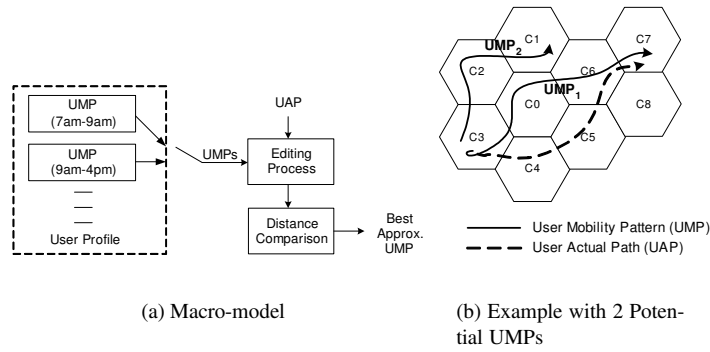 UMP
(7am-9am)
UMP
(9am-4pm)
User Profile
UMPs
UAP
Editing
Process
Distance
Comparison
Best
Approx.
UMP
(a) Macro-model
C1
C7
UMP2
C2
C6
UMP1
C0
C8
C3
C5
C4
User Mobility Pattern (UMP)
User Actual Path (UAP)
(b) Example with 2 Poten-
tial UMPs